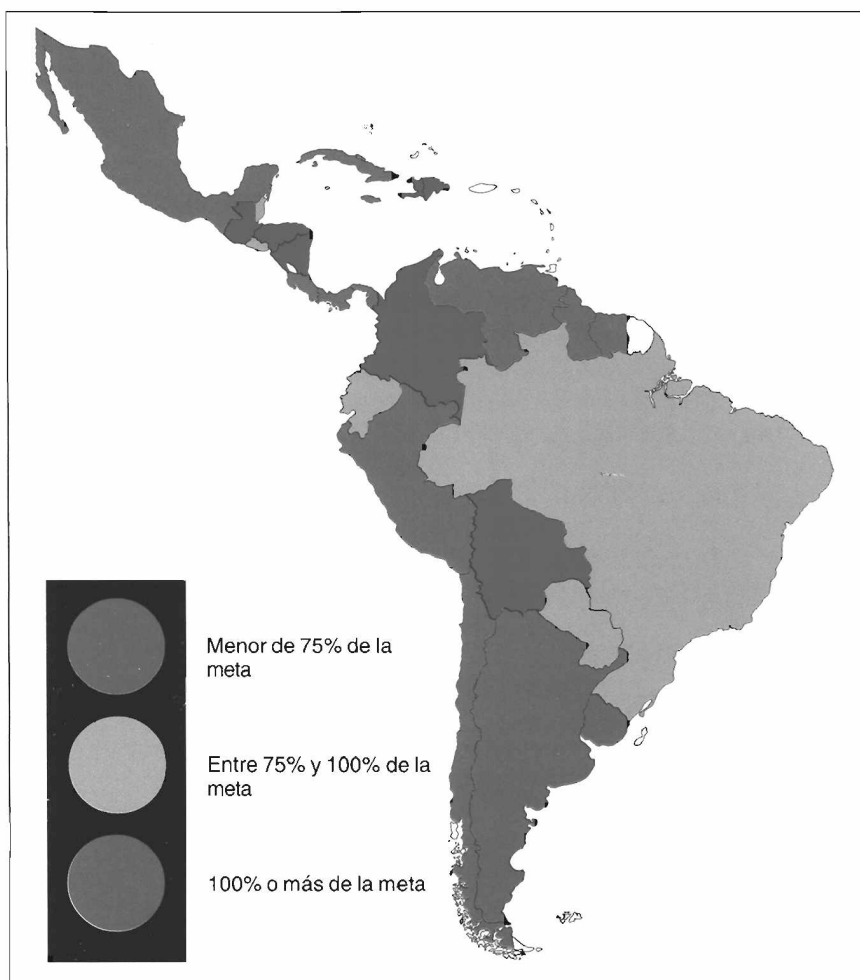 Menor de 75% de la
meta
Entre 75% y 100% de la
meta
100% o más de la meta